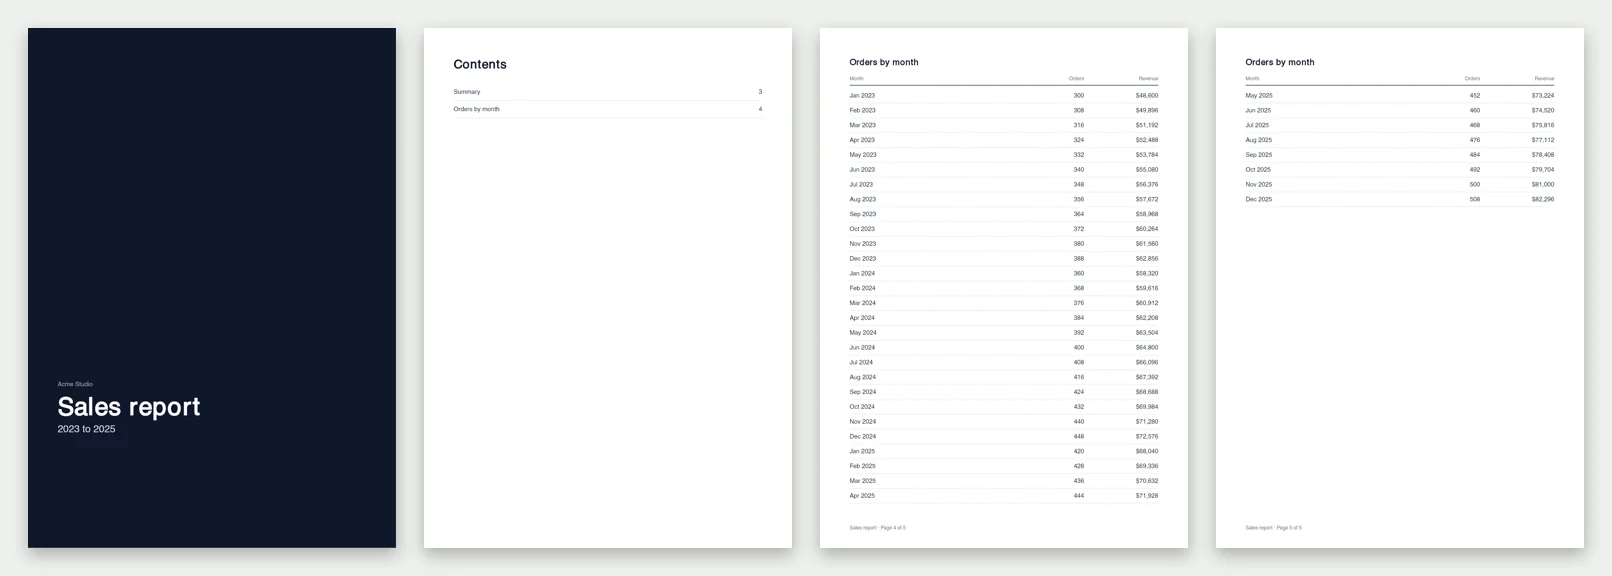 Acme Studio
Sales report
2023 to 2025
Contents
Summary 3
Orders by month 4
Orders by month
Month Orders Revenue
Jan 2023 300 $48,600
Feb 2023 308 $49,896
Mar 2023 316 $51,192
Apr 2023 324 $52,488
May 2023 332 $53,784
Jun 2023 340 $55,080
Jul 2023 348 $56,376
Aug 2023 356 $57,672
Sep 2023 364 $58,968
Oct 2023 372 $60,264
Nov 2023 380 $61,560
Dec 2023 388 $62,856
Jan 2024 360 $58,320
Feb 2024 368 $59,616
Mar 2024 376 $60,912
Apr 2024 384 $62,208
May 2024 392 $63,504
Jun 2024 400 $64,800
Jul 2024 408 $66,096
Aug 2024 416 $67,392
Sep 2024 424 $68,688
Oct 2024 432 $69,984
Nov 2024 440 $71,280
Dec 2024 448 $72,576
Jan 2025 420 $68,040
Feb 2025 428 $69,336
Mar 2025 436 $70,632
Apr 2025 444 $71,928
Sales report · Page 4 of 5
Orders by month
Month Orders Revenue
May 2025 452 $73,224
Jun 2025 460 $74,520
Jul 2025 468 $75,816
Aug 2025 476 $77,112
Sep 2025 484 $78,408
Oct 2025 492 $79,704
Nov 2025 500 $81,000
Dec 2025 508 $82,296
Sales report · Page 5 of 5